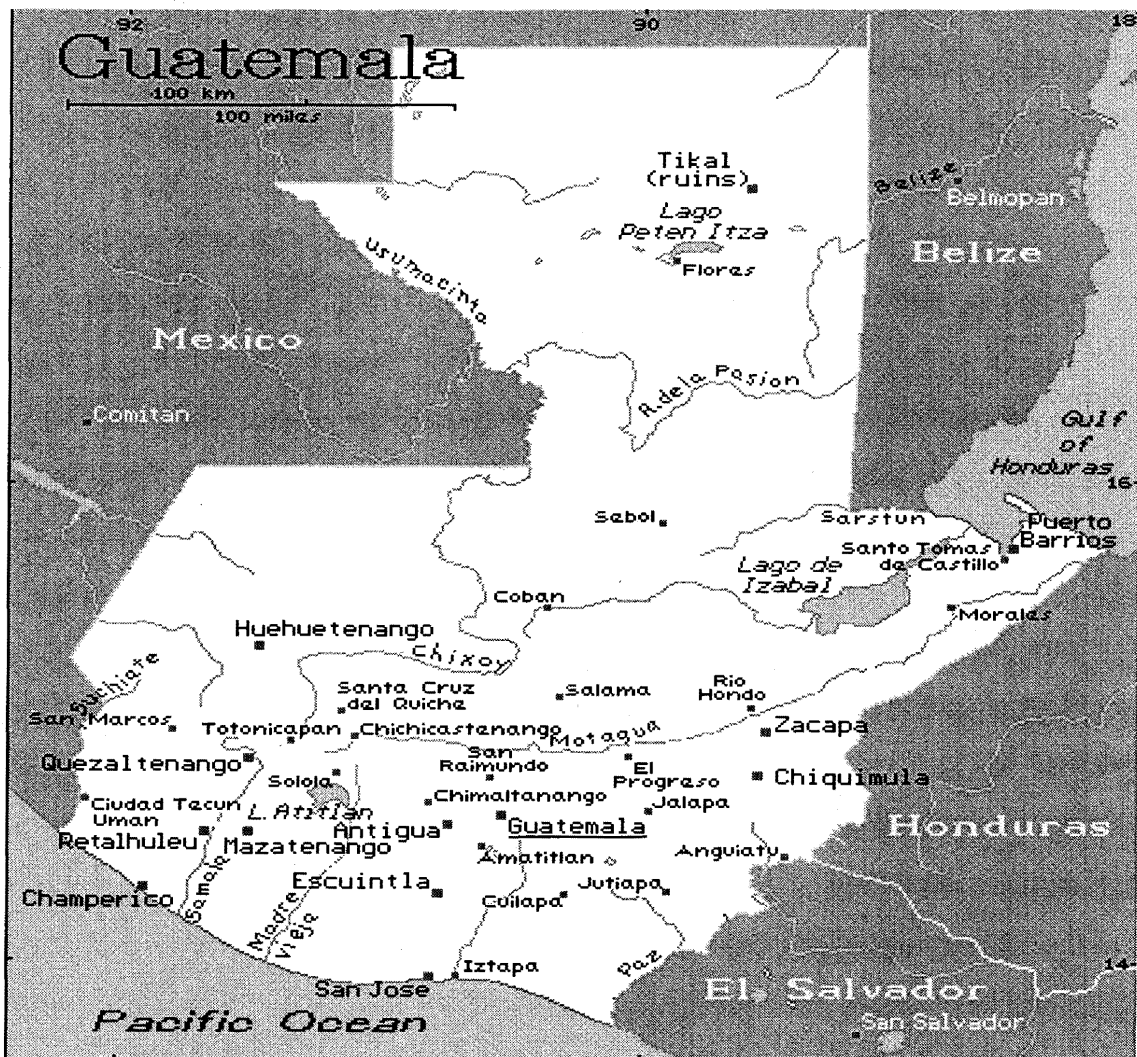 92
90
18
Guatemala
100 km
100 miles
Tikal
(ruins)
Belize
Belmopan
Lago
Peten Itza
Flores
Belize
Usumacinta
Mexico
R. de la Pasion
Comitan
Gulf
of
Honduras
16
Sebol
Sarstun
Puerto
Barrios
Santo Tomas
de Castillo
Lago de
Izabal
Coban
Morales
Huehuetenango
Chixoy
Suchiate
Santa Cruz
del Quiche
Salama
Rio
Hondo
San Marcos
Totonicapan
Chichicastenango
Motagua
Zacapa
Quezaltenango
San
Raimundo
El
Progreso
Solola
Chiquimula
Ciudad Tecun
Uman
L. Atitlan
Chimaltanango
Jalapa
Retalhuleu
Mazatenango
Antigua
Guatemala
Honduras
Amatitlan
Anguiatu
Samala
Escuintla
Champerico
Cuilapa
Jutiapa
Madre
Vieja
Iztapa
Paz
14
San Jose
El Salvador
Pacific Ocean
San Salvador